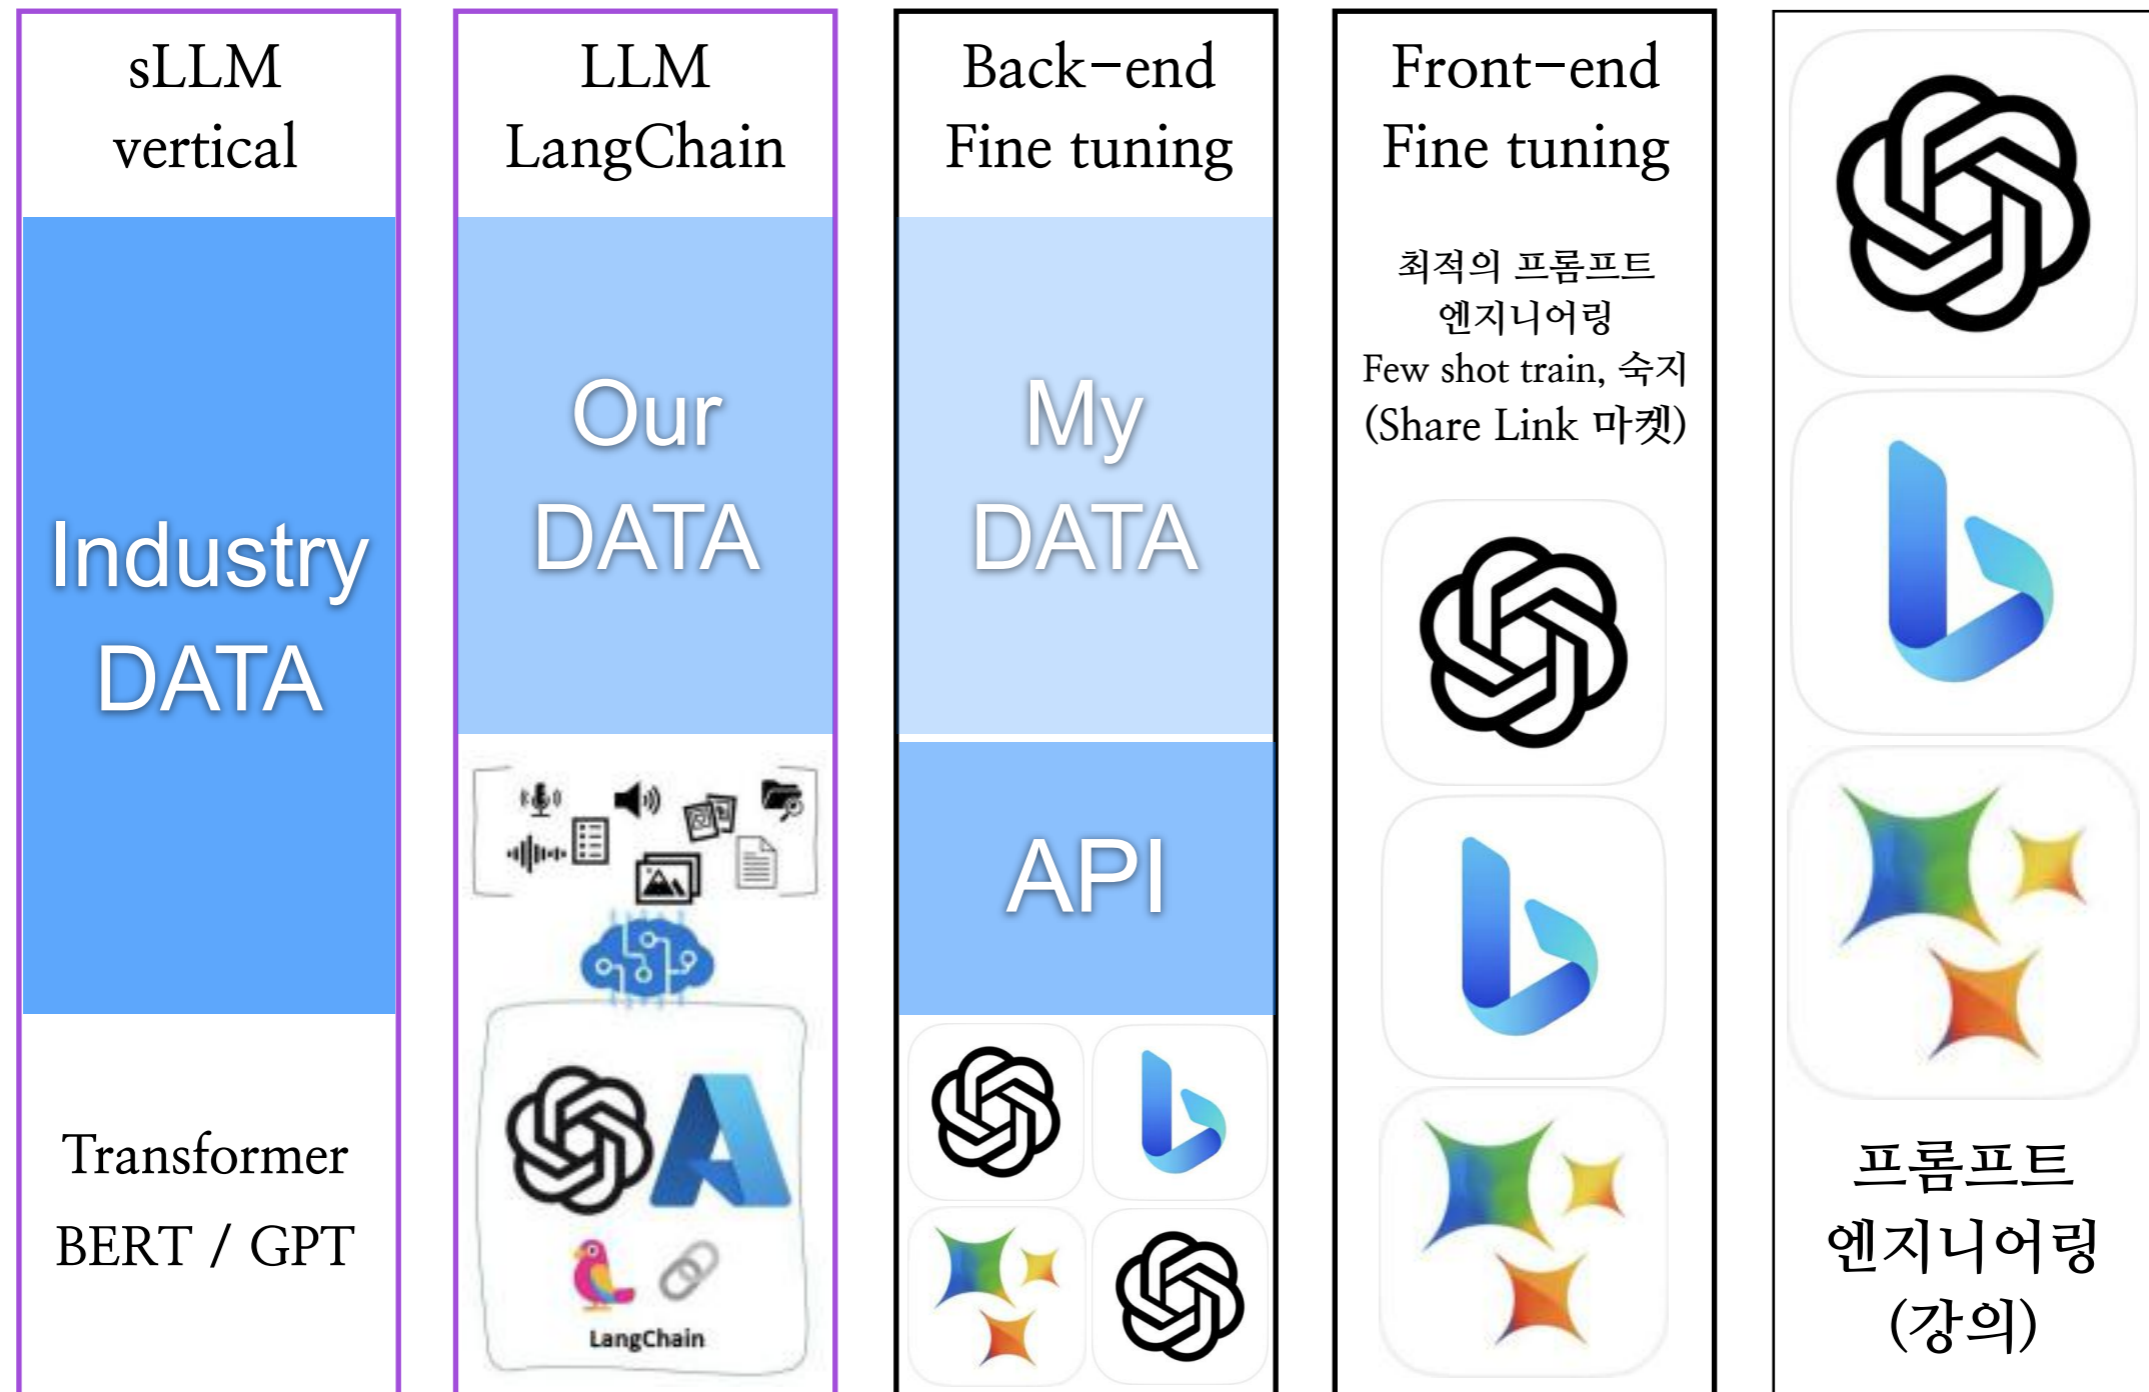 sLLM
vertical
Industry
DATA
Transformer
BERT / GPT
LLM
LangChain
Our
DATA
LangChain
Back-end
Fine tuning
My
DATA
API
Front-end
Fine tuning
최적의 프롬프트
엔지니어링
Few shot train, 숙지
(Share Link 마켓)
프롬프트
엔지니어링
(강의)